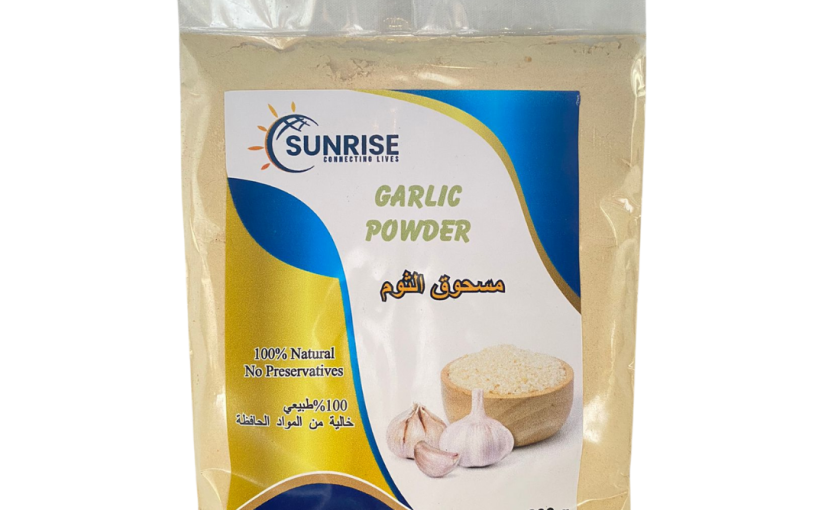 SUNRISE
CONNECTING LIVES
GARLIC
POWDER
مسحوق الثوم
100% Natural
No Preservatives
100%طبيعي
خالية من المواد الحافظة